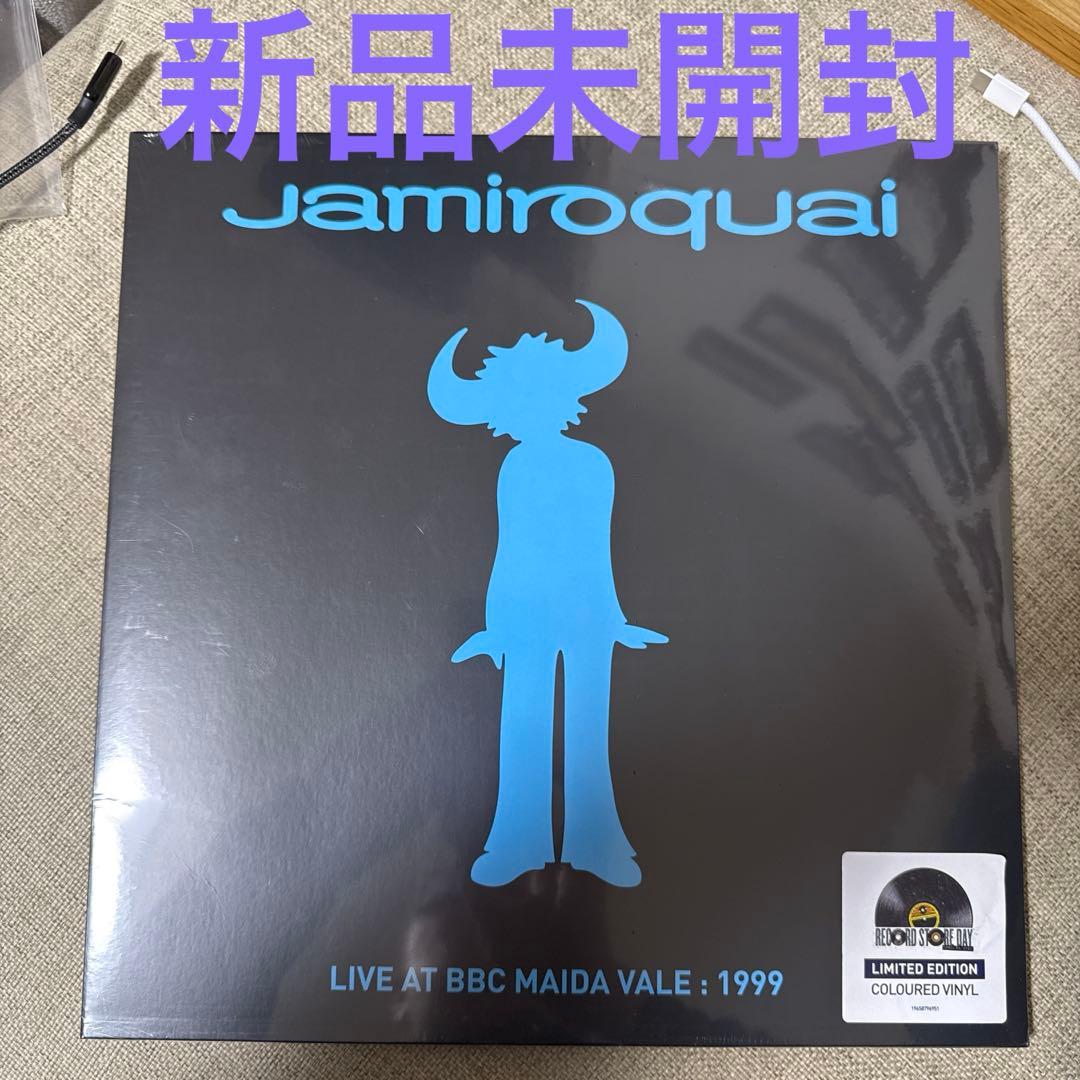 新品未開封
Jamiroquai
LIVE AT BBC MAIDA VALE : 1999
RECORD STORE DAY
LIMITED EDITION
COLOURED VINYL
19658796951